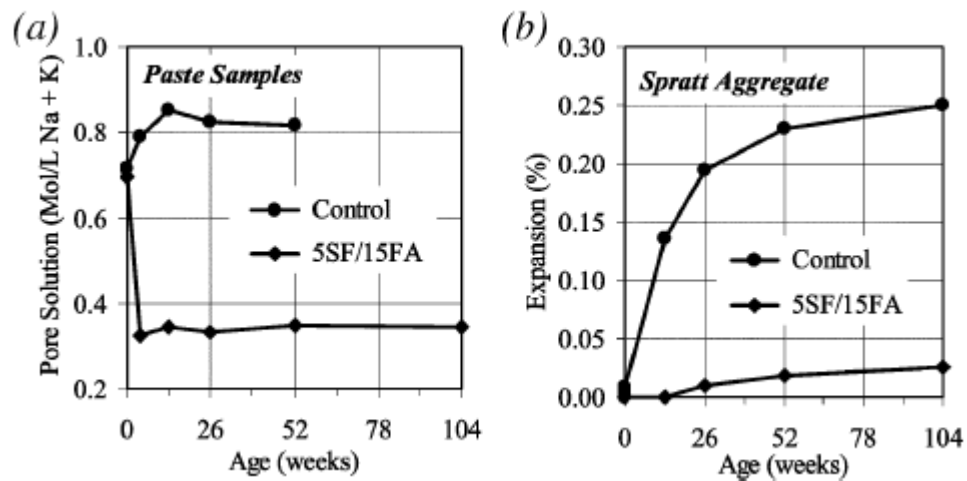 (a)
Paste Samples
Pore Solution (Mol/L Na + K)
1.0
0.8
0.6
0.4
0.2
Control
5SF/15FA
0 26 52 78 104
Age (weeks)
(b)
Spratt Aggregate
Expansion (%)
0.30
0.25
0.20
0.15
0.10
0.05
0.00
Control
5SF/15FA
0 26 52 78 104
Age (weeks)